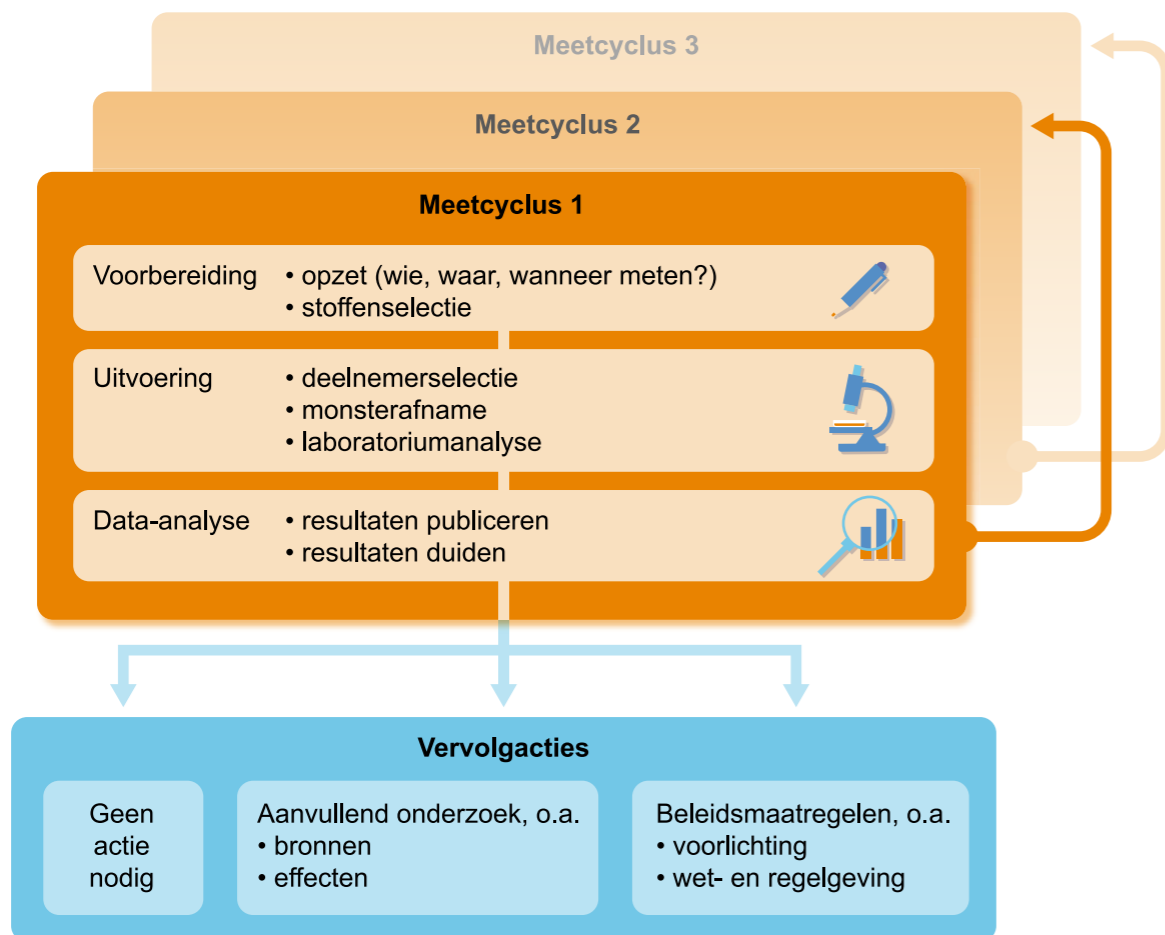 Meetcyclus 3
Meetcyclus 2
Meetcyclus 1
Voorbereiding
• opzet (wie, waar, wanneer meten?)
• stoffenselectie
Uitvoering
• deelnemerselectie
• monsterafname
• laboratoriumanalyse
Data-analyse
• resultaten publiceren
• resultaten duiden
Vervolgacties
Geen
actie
nodig
Aanvullend onderzoek, o.a.
• bronnen
• effecten
Beleidsmaatregelen, o.a.
• voorlichting
• wet- en regelgeving